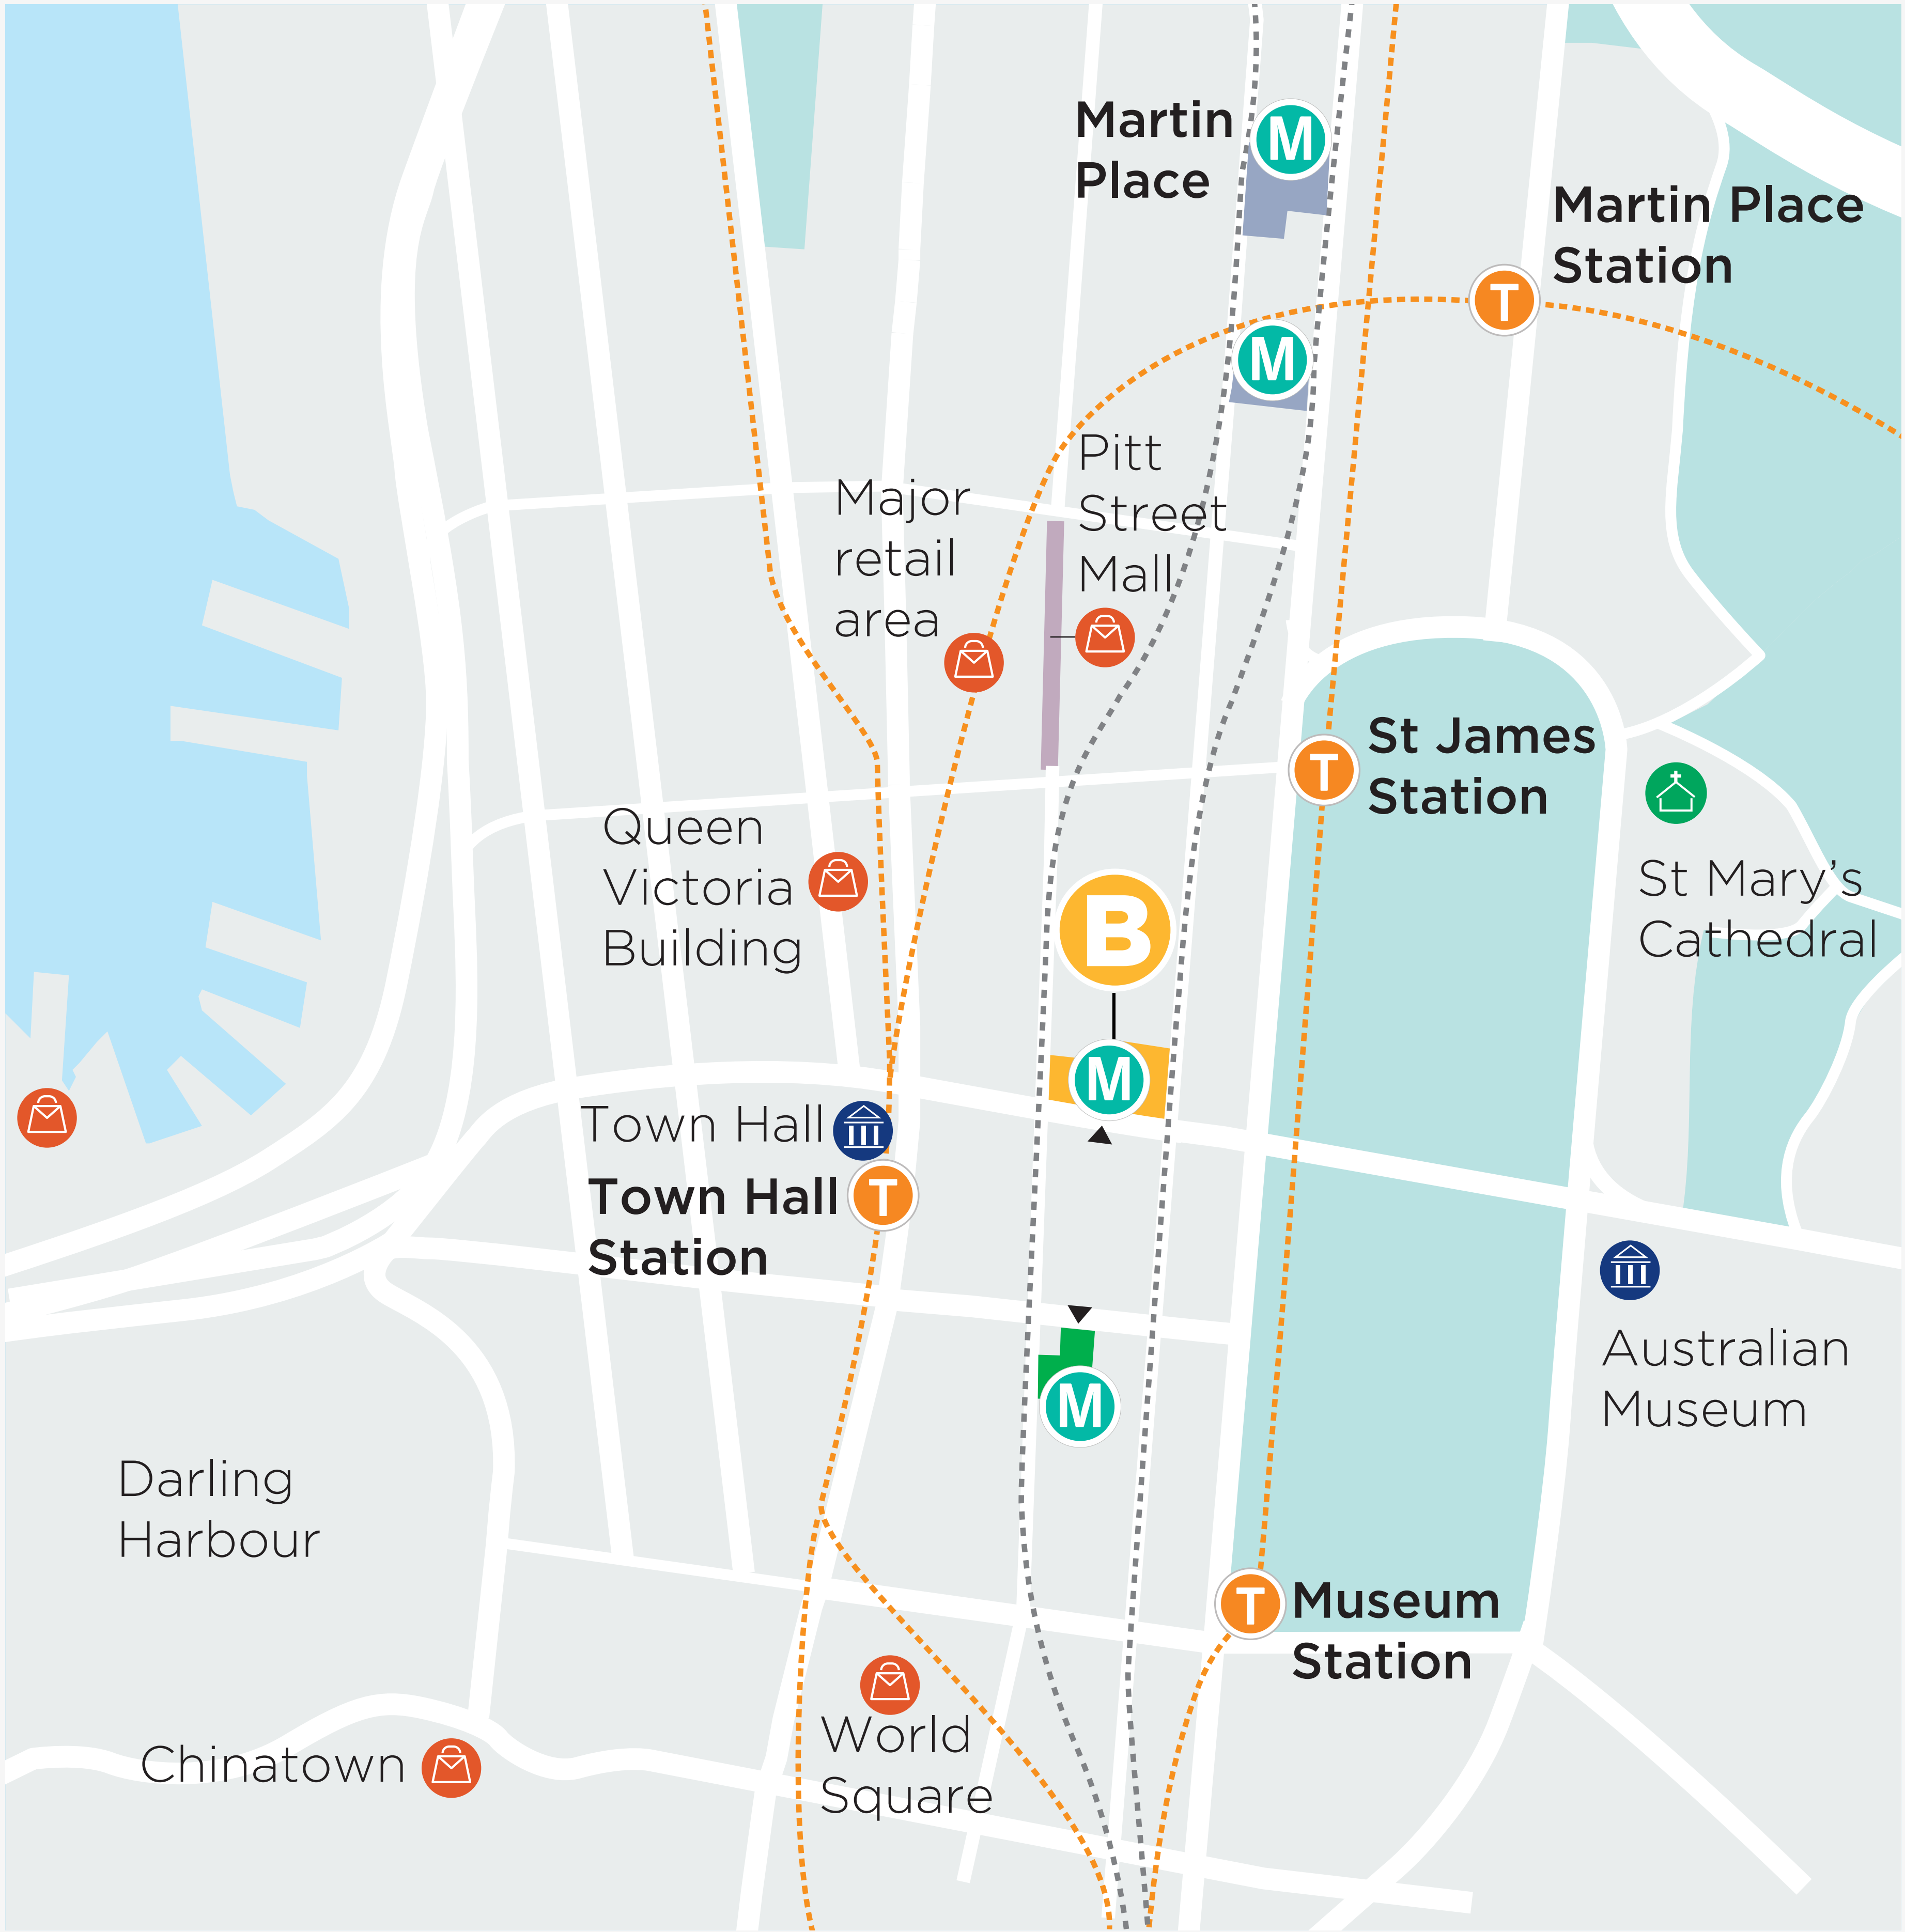 Martin
Place
M
Martin Place
Station
T
M
Pitt
Street
Mall
Major
retail
area
St James
Station
T
Queen
Victoria
Building
St Mary’s
Cathedral
B
M
Town Hall
Town Hall
Station
T
Australian
Museum
M
Darling
Harbour
T
Museum
Station
World
Square
Chinatown